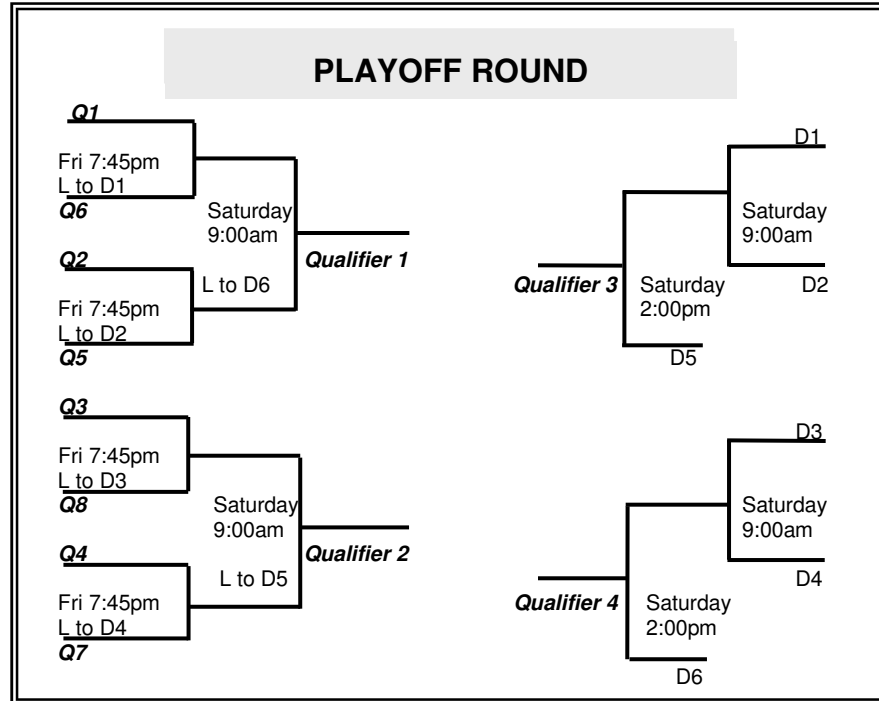 PLAYOFF ROUND
Q1
Fri 7:45pm
L to D1
Q6
Saturday
9:00am
Qualifier 1
Q2
L to D6
Fri 7:45pm
L to D2
Q5
Q3
Fri 7:45pm
L to D3
Q8
Saturday
9:00am
Qualifier 2
Q4
L to D5
Fri 7:45pm
L to D4
Q7
D1
Saturday
9:00am
Qualifier 3
D2
Saturday
2:00pm
D5
D3
Saturday
9:00am
D4
Qualifier 4
Saturday
2:00pm
D6